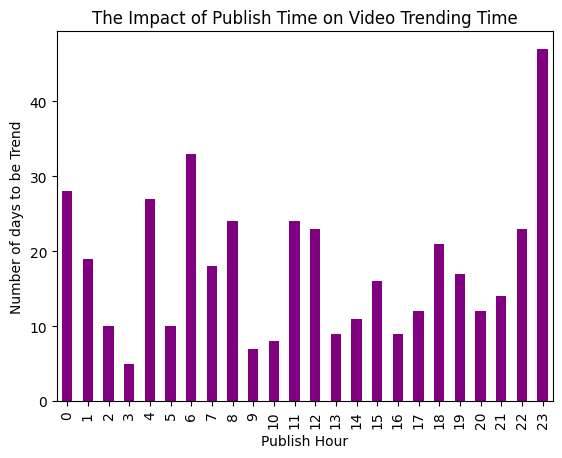 The Impact of Publish Time on Video Trending Time
Number of days to be Trend
40
30
20
10
0
0 1 2 3 4 5 6 7 8 9 10 11 12 13 14 15 16 17 18 19 20 21 22 23
Publish Hour